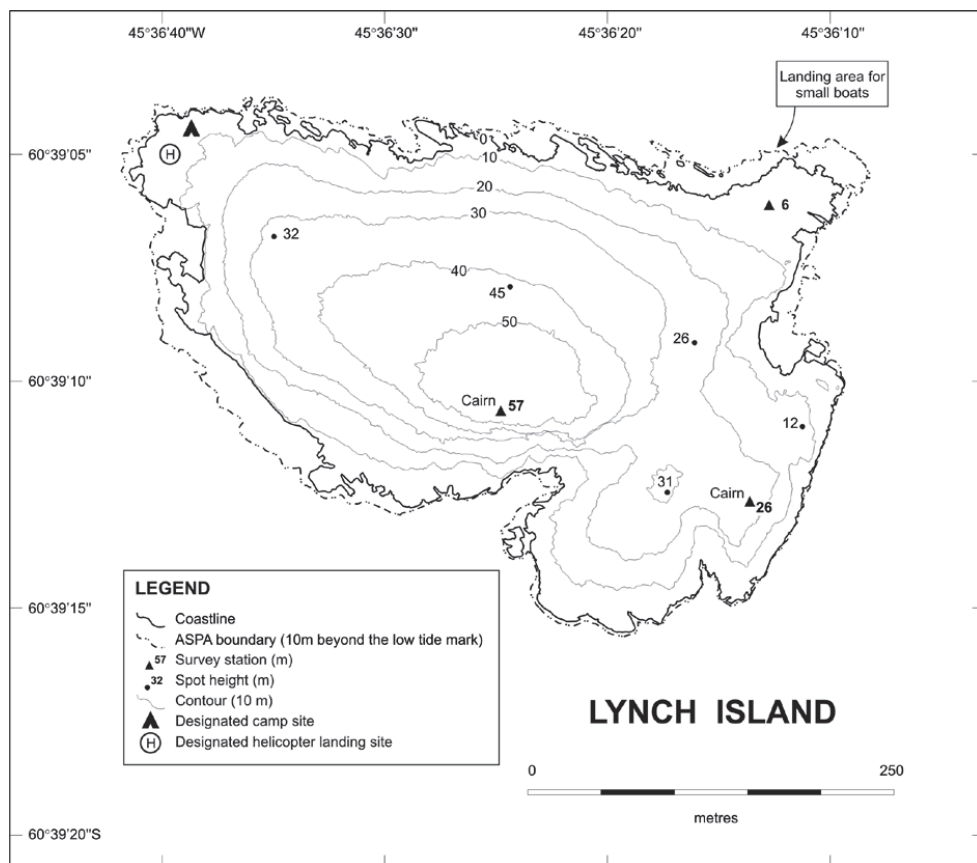 45°36'40"W
45°36'30"
45°36'20"
45°36'10"
Landing area for
small boats
60°39'05"
H
0
10
20
30
40
50
6
32
45
26
Cairn
57
60°39'10"
12
31
Cairn
26
60°39'15"
LEGEND
Coastline
ASPA boundary (10m beyond the low tide mark)
57 Survey station (m)
32 Spot height (m)
Contour (10 m)
Designated camp site
H Designated helicopter landing site
LYNCH ISLAND
0 250
metres
60°39'20"S